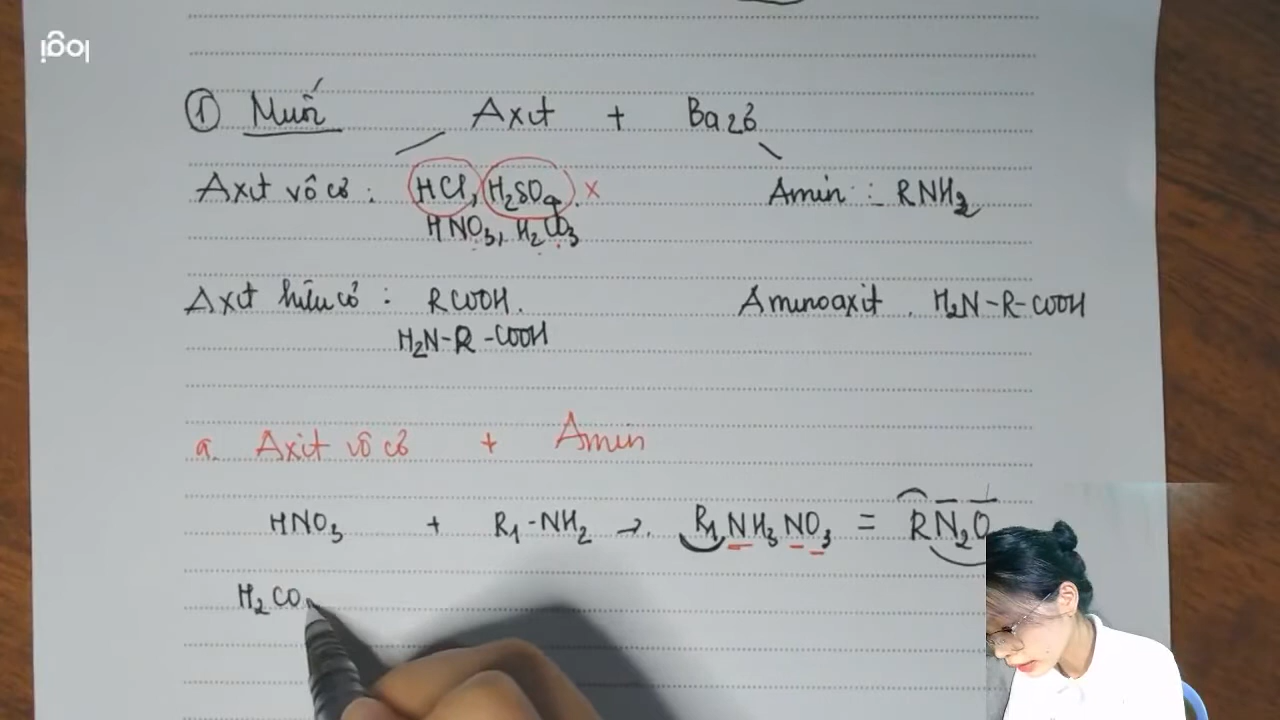 logi
① Muối Axit + Bazơ
Axit vô cơ : HCl, H₂SO₄. x Amin : RNH₂
HNO₃, H₂CO₃
Axit hữu cơ : RCOOH. Aminoaxit . H₂N-R-COOH
H₂N-R-COOH
a. Axit vô cơ + Amin
HNO₃ + R₁-NH₂ →. R₁NH₃NO₃ = RN₂O
H₂CO